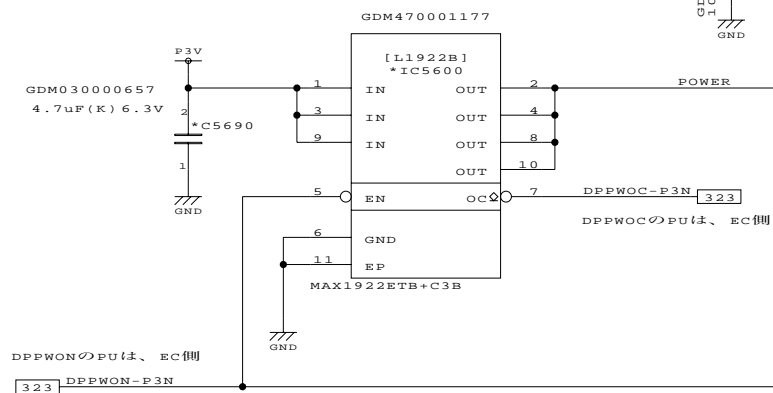 GDM470001177
GND
P3V
[L1922B]
*IC5600
GDM030000657
4.7uF(K)6.3V
2
*C5690
1
GND
1 IN OUT 2 POWER
3 IN OUT 4
9 IN OUT 8
OUT 10
5 EN OC 7 DPPWOC-P3N 323
DPPWOCのPUは、EC側
6 GND
11 EP
MAX1922ETB+C3B
GND
DPPWONのPUは、EC側
323 DPPWON-P3N